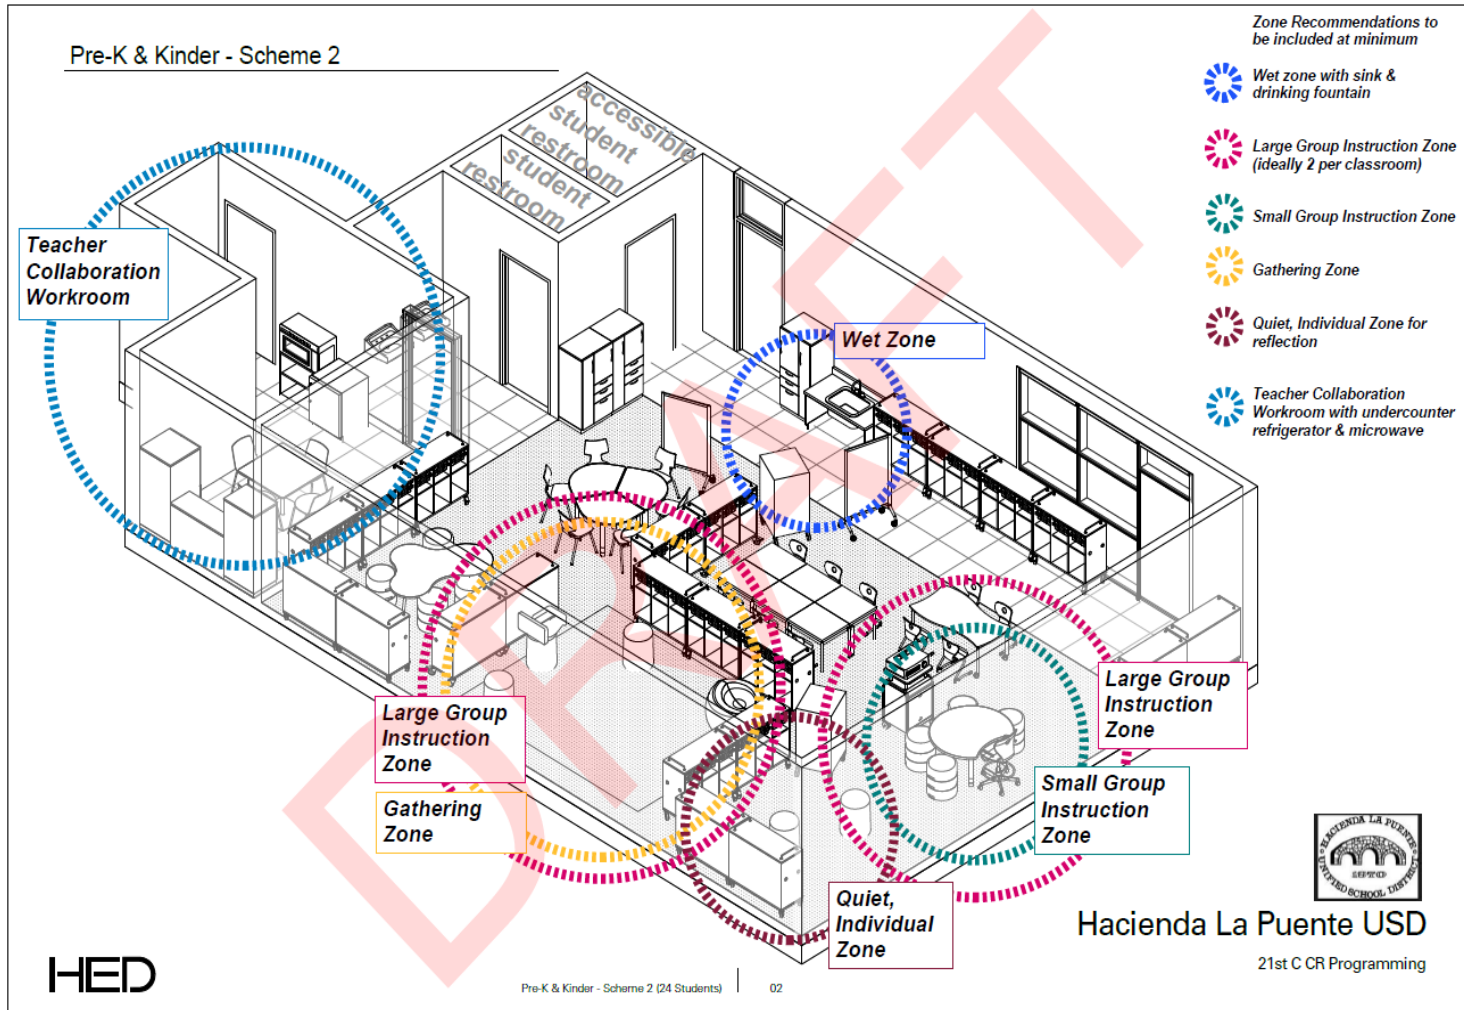 Pre-K & Kinder - Scheme 2
Zone Recommendations to
be included at minimum
Wet zone with sink &
drinking fountain
Large Group Instruction Zone
(ideally 2 per classroom)
Small Group Instruction Zone
Gathering Zone
Quiet, Individual Zone for
reflection
Teacher Collaboration
Workroom with undercounter
refrigerator & microwave
accessible
student
restroom
student
restroom
Teacher
Collaboration
Workroom
Wet Zone
DRAFT
Large Group
Instruction
Zone
Gathering
Zone
Large Group
Instruction
Zone
Small Group
Instruction
Zone
Quiet,
Individual
Zone
HACIENDA LA PUENTE
UNIFIED SCHOOL DISTRICT
1970
Hacienda La Puente USD
21st C CR Programming
HED
Pre-K & Kinder - Scheme 2 (24 Students)
02